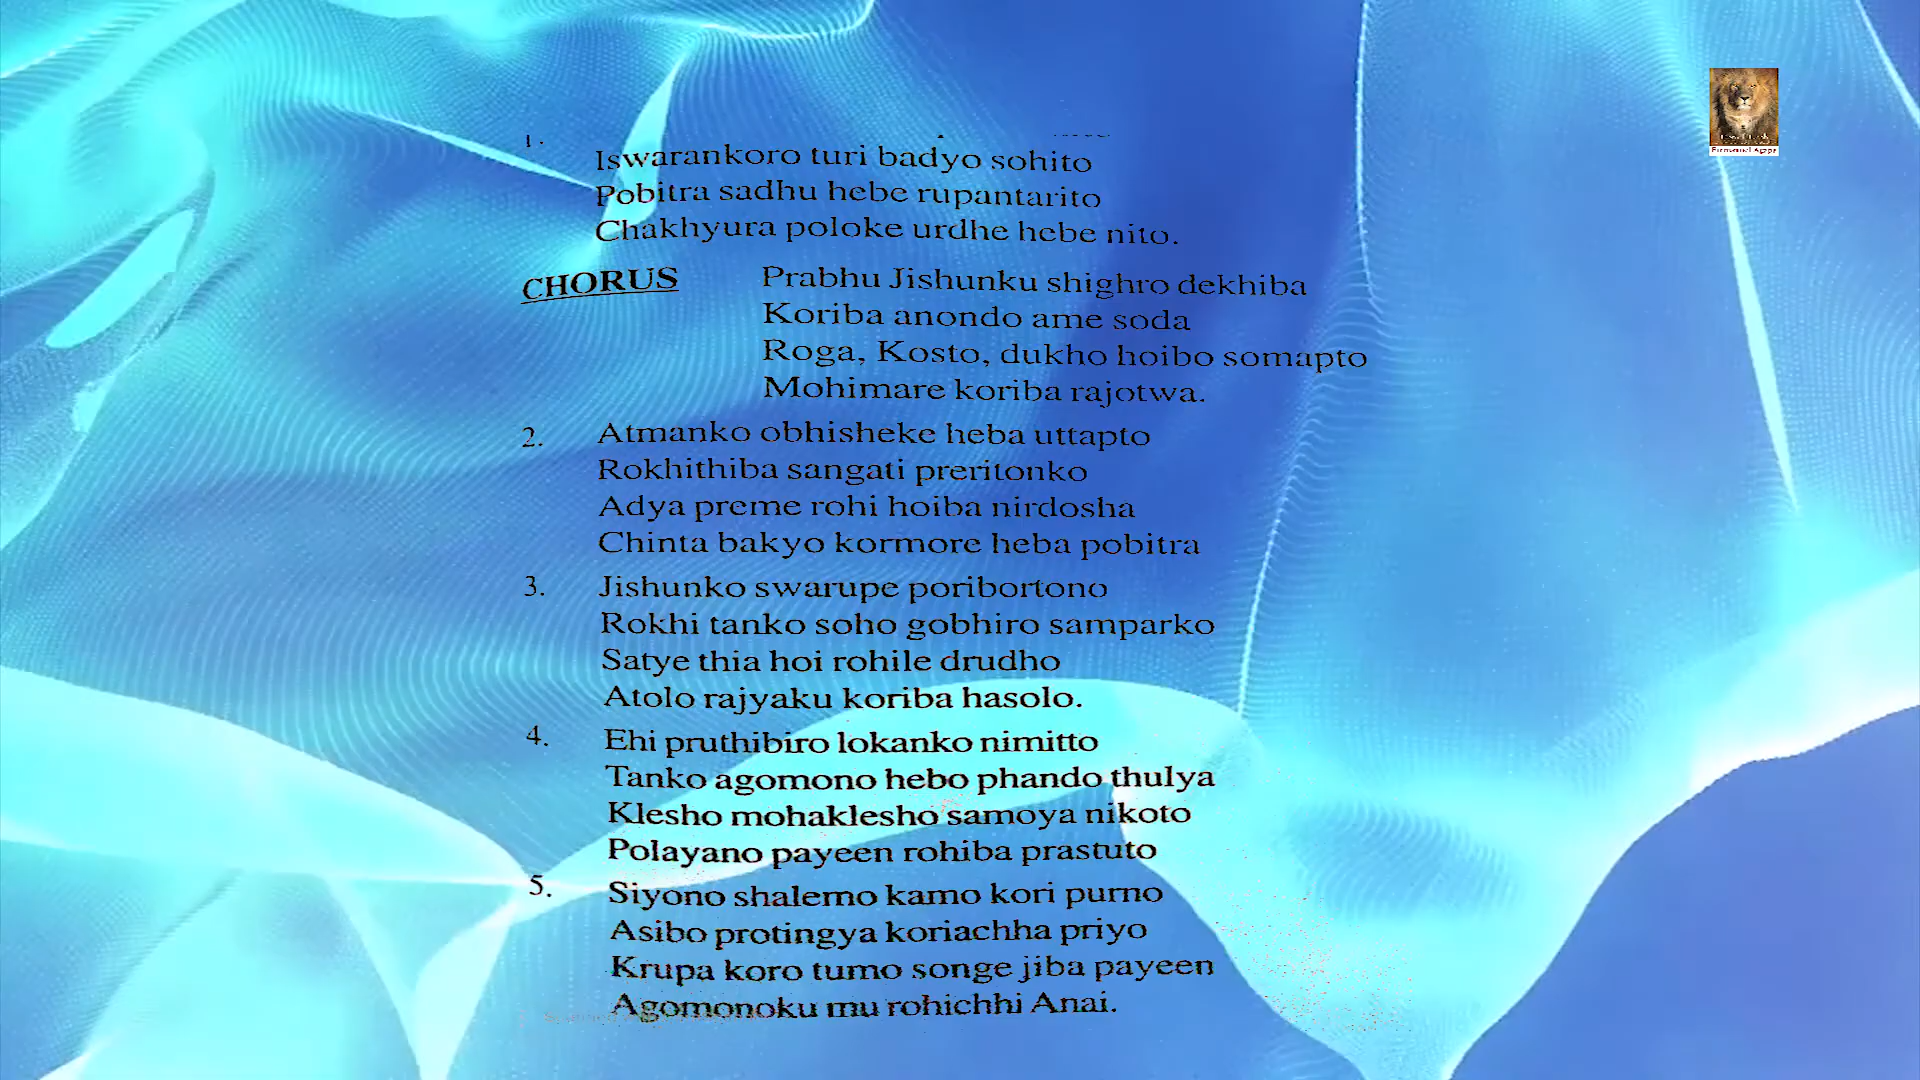 1.
Iswarankoro turi badyo sohito
Pobitra sadhu hebe rupantarito
Chakhyura poloke urdhe hebe nito.
CHORUS Prabhu Jishunku shighro dekhiba
Koriba anondo ame soda
Roga, Kosto, dukho hoibo somapto
Mohimare koriba rajotwa.
2. Atmanko obhisheke heba uttapto
Rokhithiba sangati preritonko
Adya preme rohi hoiba nirdosha
Chinta bakyo kormore heba pobitra
3. Jishunko swarupe poribortono
Rokhi tanko soho gobhiro samparko
Satye thia hoi rohile drudho
Atolo rajyaku koriba hasolo.
4. Ehi pruthibiro lokanko nimitto
Tanko agomono hebo phando thulya
Klesho mohaklesho samoya nikoto
Polayano payeen rohiba prastuto
5. Siyono shalemo kamo kori purno
Asibo protingya koriachha priyo
Krupa koro tumo songe jiba payeen
Agomonoku mu rohichhi Anai.